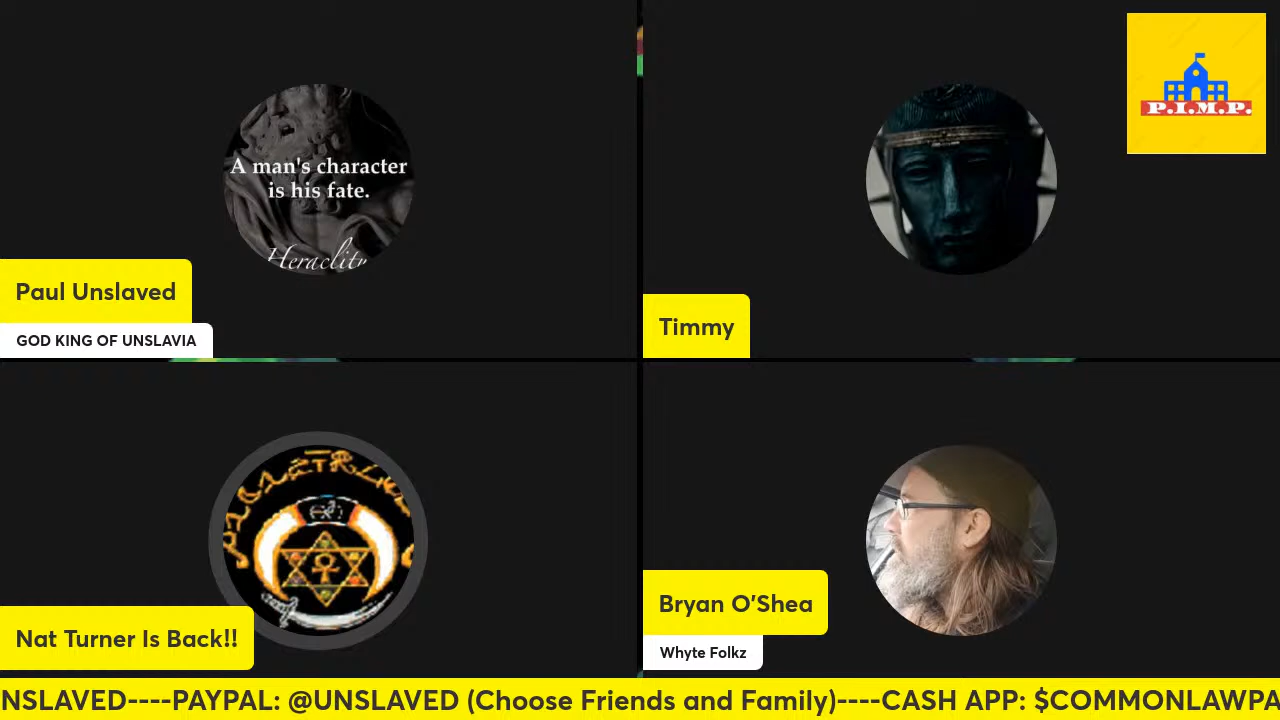 A man's character
is his fate.
Paul Unslaved
GOD KING OF UNSLAVIA
P.I.M.P.
Timmy
Nat Turner Is Back!!
Bryan O'Shea
Whyte Folkz
NSLAVED----PAYPAL: @UNSLAVED (Choose Friends and Family)----CASH APP: $COMMONLAWPA